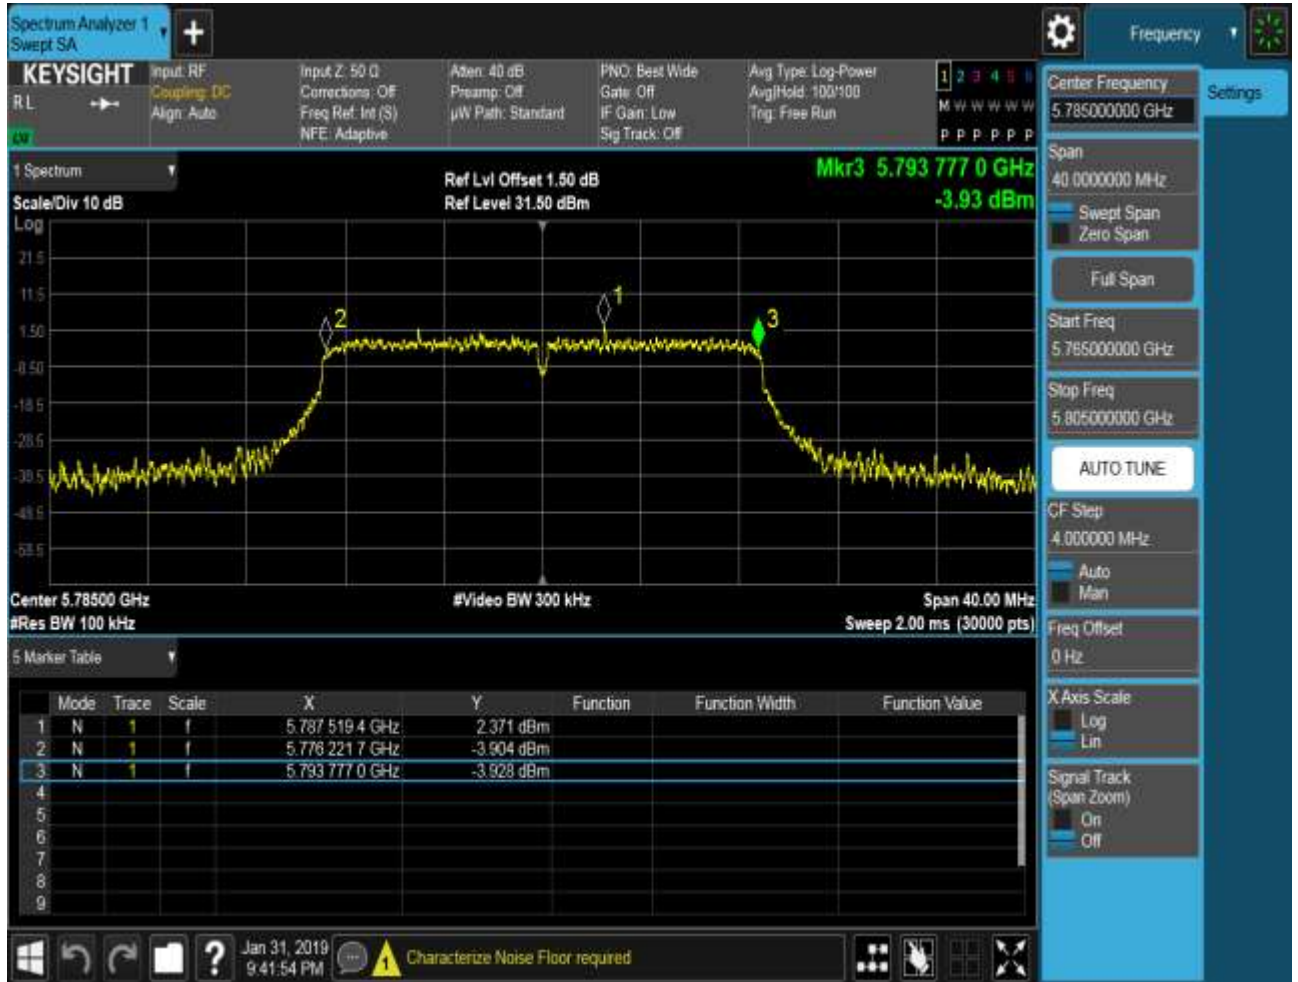 Spectrum Analyzer 1
Swept SA
+
Frequency
KEYSIGHT
RL
Input: RF
Coupling: DC
Align: Auto
Input Z: 50 Ω
Corrections: Off
Freq Ref: Int (S)
NFE: Adaptive
Atten: 40 dB
Preamp: Off
µW Path: Standard
PNO: Best Wide
Gate: Off
IF Gain: Low
Sig Track: Off
Avg Type: Log-Power
Avg|Hold: 100/100
Trig: Free Run
1 2 3 4 5 6
M W W W W W
P P P P P P
1 Spectrum
Scale/Div 10 dB
Ref Lvl Offset 1.50 dB
Ref Level 31.50 dBm
Mkr3 5.793 777 0 GHz
-3.93 dBm
Log
21.5
11.5
1.50
-8.50
-18.5
-28.5
-38.5
-48.5
-58.5
1
2
3
Center 5.78500 GHz
#Video BW 300 kHz
Span 40.00 MHz
#Res BW 100 kHz
Sweep 2.00 ms (30000 pts)
5 Marker Table
Mode Trace Scale X Y Function Function Width Function Value
1 N 1 f 5.787 519 4 GHz 2.371 dBm
2 N 1 f 5.776 221 7 GHz -3.904 dBm
3 N 1 f 5.793 777 0 GHz -3.928 dBm
4
5
6
7
8
9
Center Frequency
5.785000000 GHz
Settings
Span
40.0000000 MHz
Swept Span
Zero Span
Full Span
Start Freq
5.765000000 GHz
Stop Freq
5.805000000 GHz
AUTO TUNE
CF Step
4.000000 MHz
Auto
Man
Freq Offset
0 Hz
X Axis Scale
Log
Lin
Signal Track
(Span Zoom)
On
Off
?
Jan 31, 2019
9:41:54 PM
1
Characterize Noise Floor required